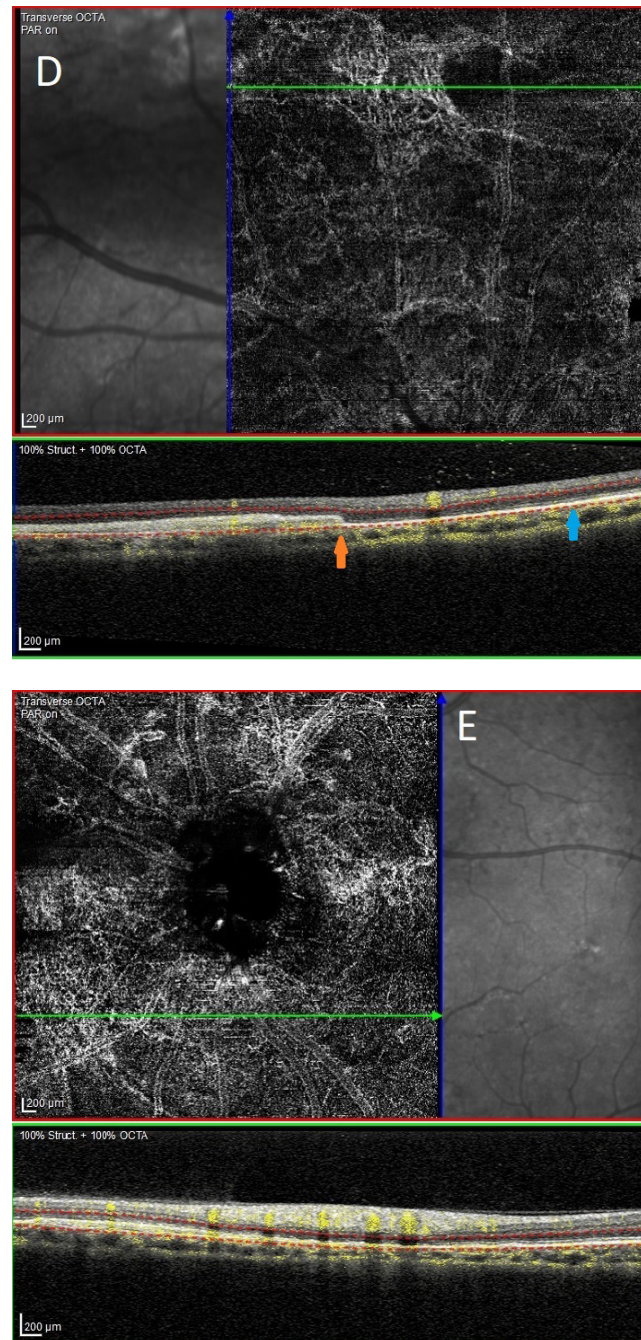 Transverse OCTA
PAR on
D
200 µm
100% Struct. + 100% OCTA
200 µm
Transverse OCTA
PAR on
E
200 µm
100% Struct. + 100% OCTA
200 µm